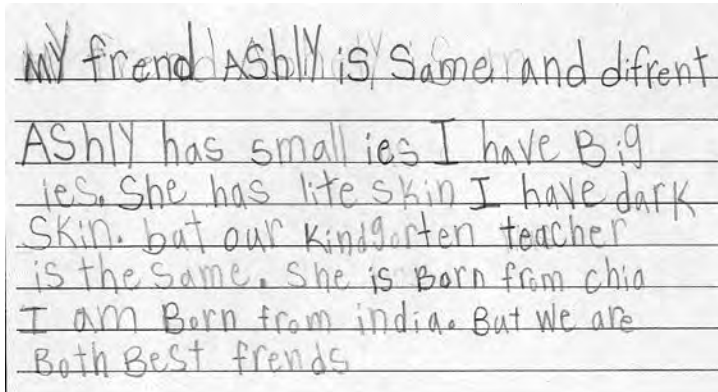 MY frend AShlY is Same and difrent
AShlY has small ies I have Big
ies. She has lite skin I have dark
Skin. but our Kindgorten teacher
is the Same. She is Born from chia
I am Born from india. But We are
Both Best frends